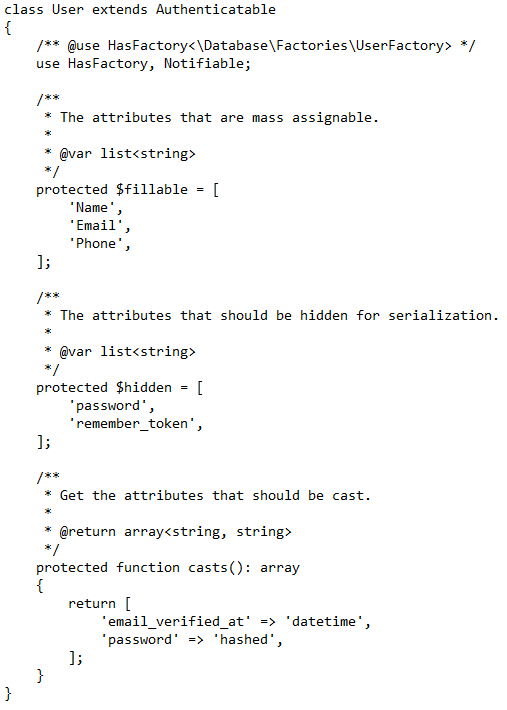 class User extends Authenticatable
{
    /** @use HasFactory<\Database\Factories\UserFactory> */
    use HasFactory, Notifiable;

    /**
     * The attributes that are mass assignable.
     *
     * @var list<string>
     */
    protected $fillable = [
        'Name',
        'Email',
        'Phone',
    ];

    /**
     * The attributes that should be hidden for serialization.
     *
     * @var list<string>
     */
    protected $hidden = [
        'password',
        'remember_token',
    ];

    /**
     * Get the attributes that should be cast.
     *
     * @return array<string, string>
     */
    protected function casts(): array
    {
        return [
            'email_verified_at' => 'datetime',
            'password' => 'hashed',
        ];
    }
}